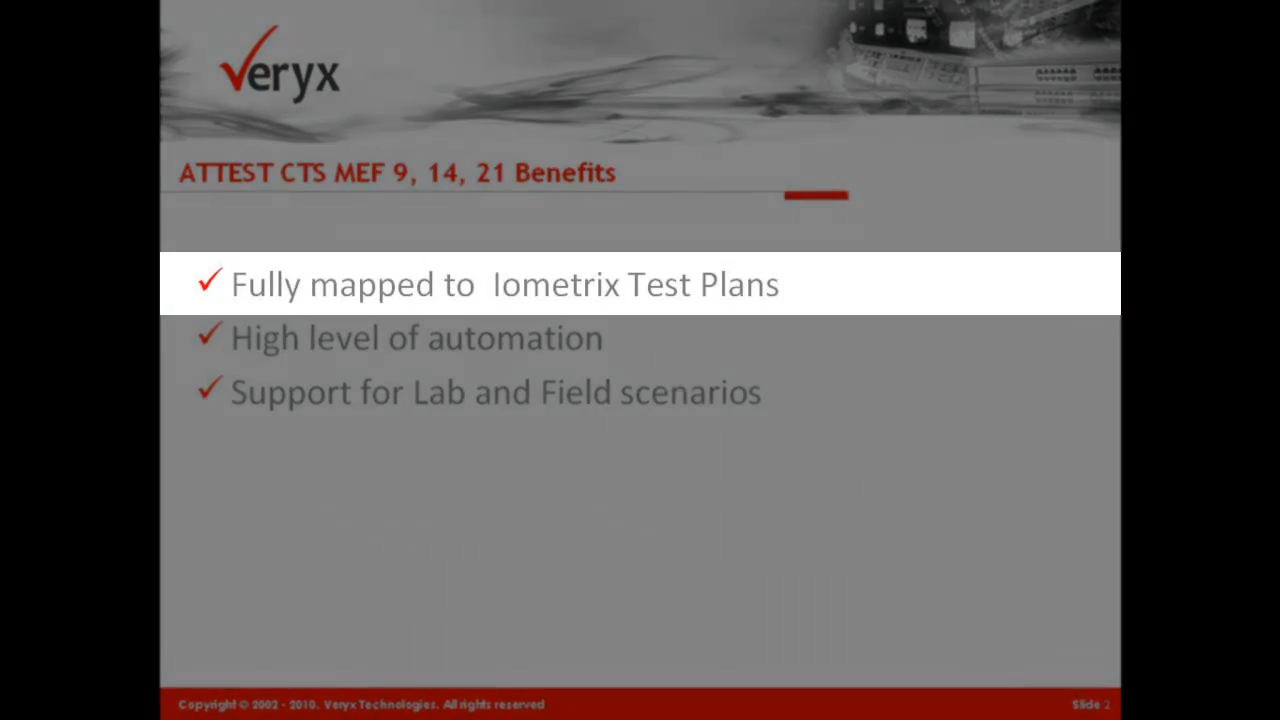 Veryx
ATTEST CTS MEF 9, 14, 21 Benefits
Fully mapped to Iometrix Test Plans
High level of automation
Support for Lab and Field scenarios
Copyright © 2002 - 2010. Veryx Technologies. All rights reserved
Slide 2